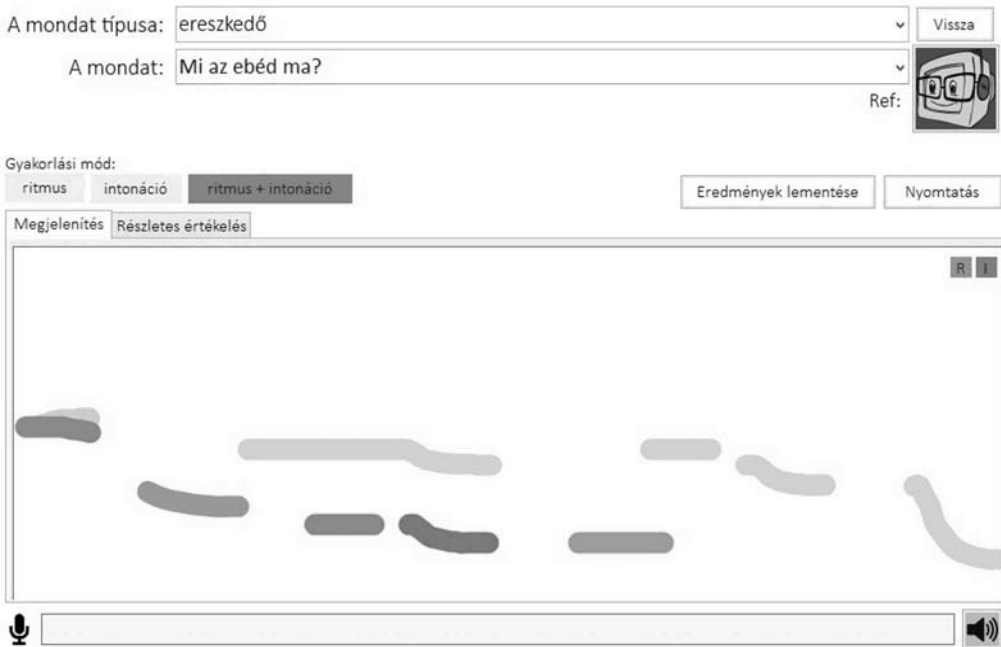 A mondat típusa: ereszkedő Vissza
A mondat: Mi az ebéd ma?
Ref:
Gyakorlási mód:
ritmus intonáció ritmus + intonáció Eredmények lementése Nyomtatás
Megjelenítés Részletes értékelés
R I